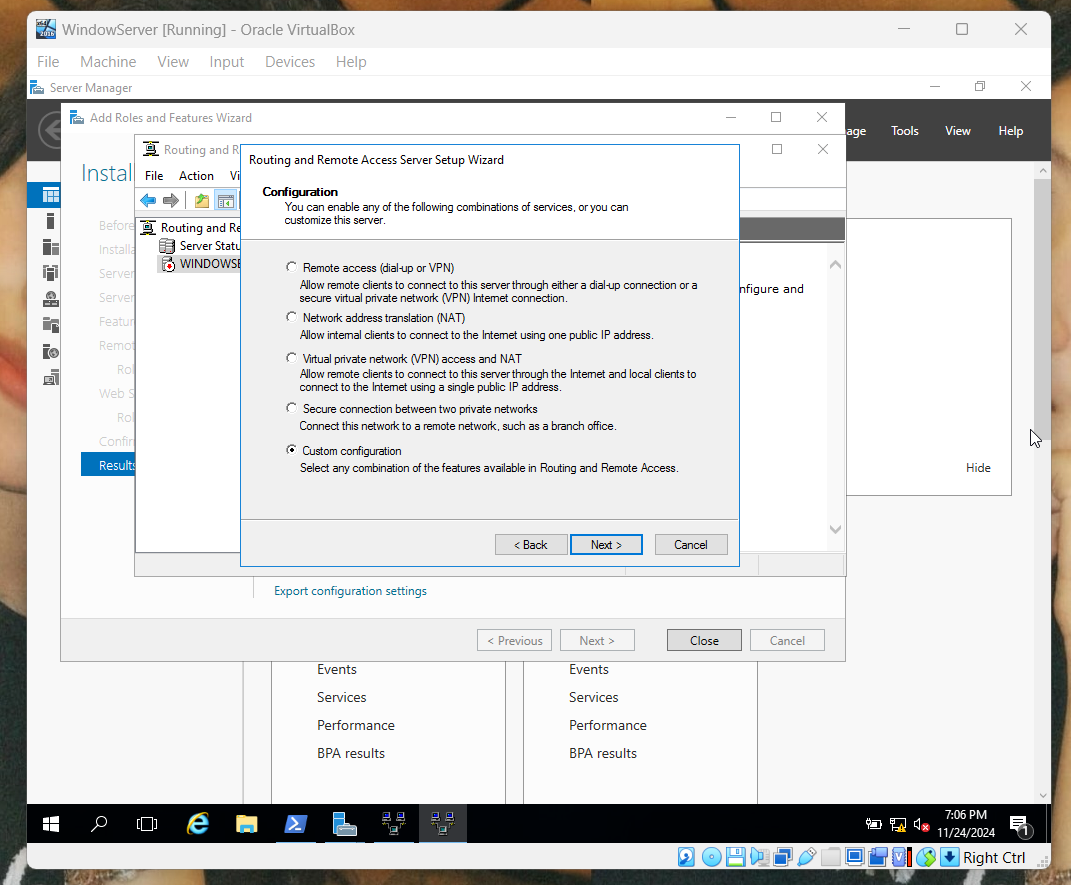 WindowServer [Running] - Oracle VirtualBox
File Machine View Input Devices Help
Server Manager
Add Roles and Features Wizard
age Tools View Help
Routing and R
Instal
File Action Vi
Routing and Remote Access Server Setup Wizard
Configuration
You can enable any of the following combinations of services, or you can
customize this server.
Routing and Re
Server Statu
WINDOWSE
Before
Installa
Server
Server
Featur
Remot
Rol
Web S
Rol
Confir
Results
Remote access (dial-up or VPN)
Allow remote clients to connect to this server through either a dial-up connection or a
secure virtual private network (VPN) Internet connection.
Network address translation (NAT)
Allow internal clients to connect to the Internet using one public IP address.
Virtual private network (VPN) access and NAT
Allow remote clients to connect to this server through the Internet and local clients to
connect to the Internet using a single public IP address.
Secure connection between two private networks
Connect this network to a remote network, such as a branch office.
Custom configuration
Select any combination of the features available in Routing and Remote Access.
nfigure and
Hide
< Back Next > Cancel
Export configuration settings
< Previous Next > Close Cancel
Events Events
Services Services
Performance Performance
BPA results BPA results
7:06 PM
11/24/2024
1
Right Ctrl